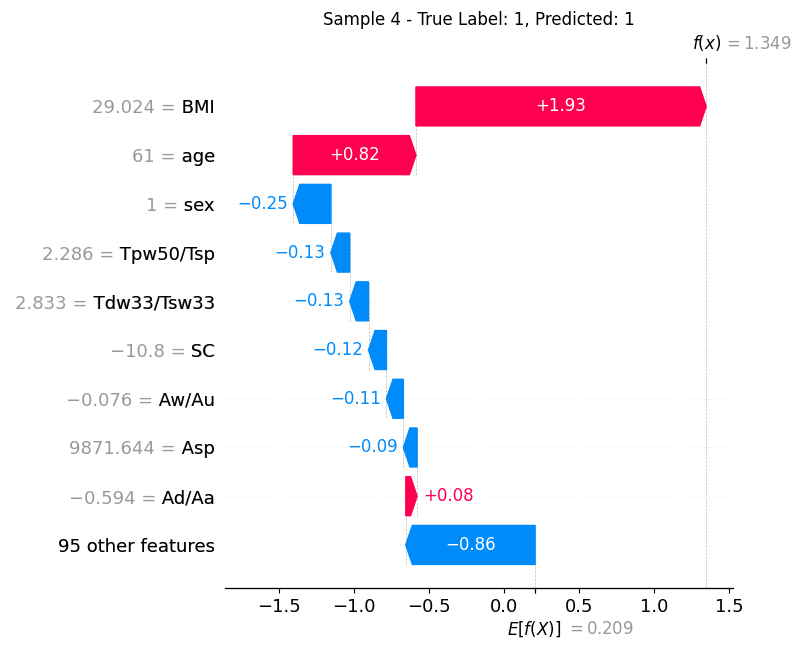 Sample 4 - True Label: 1, Predicted: 1
f(x) = 1.349
29.024 = BMI
+1.93
61 = age
+0.82
1 = sex
−0.25
2.286 = Tpw50/Tsp
−0.13
2.833 = Tdw33/Tsw33
−0.13
−10.8 = SC
−0.12
−0.076 = Aw/Au
−0.11
9871.644 = Asp
−0.09
−0.594 = Ad/Aa
+0.08
95 other features
−0.86
−1.5 −1.0 −0.5 0.0 0.5 1.0 1.5
E[f(X)] = 0.209